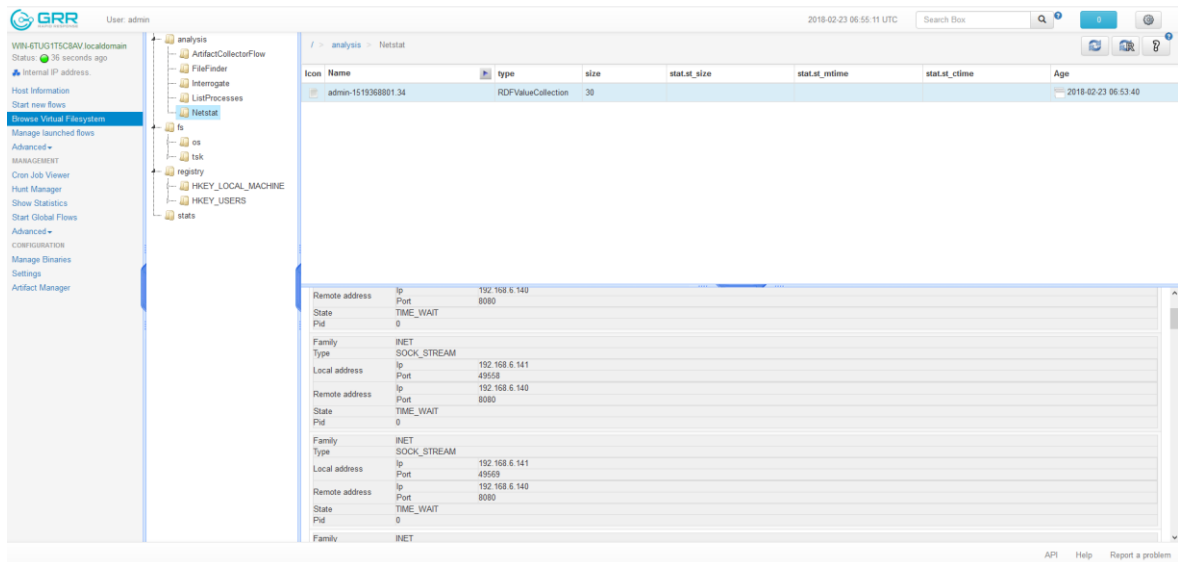 GRR
User: admin
2018-02-23 06:55:11 UTC
Search Box
0
WIN-6TUG1T5C8AV.localdomain
Status: 36 seconds ago
Internal IP address.
Host Information
Start new flows
Browse Virtual Filesystem
Manage launched flows
Advanced
MANAGEMENT
Cron Job Viewer
Hunt Manager
Show Statistics
Start Global Flows
Advanced
CONFIGURATION
Manage Binaries
Settings
Artifact Manager
analysis
ArtifactCollectorFlow
FileFinder
Interrogate
ListProcesses
Netstat
fs
os
tsk
registry
HKEY_LOCAL_MACHINE
HKEY_USERS
stats
/ > analysis > Netstat
Icon Name type size stat.st_size stat.st_mtime stat.st_ctime Age
admin-1519368801.34 RDFValueCollection 30 2018-02-23 06:53:40
Remote address Ip 192.168.6.140
Port 8080
State TIME_WAIT
Pid 0
Family INET
Type SOCK_STREAM
Local address Ip 192.168.6.141
Port 49558
Remote address Ip 192.168.6.140
Port 8080
State TIME_WAIT
Pid 0
Family INET
Type SOCK_STREAM
Local address Ip 192.168.6.141
Port 49569
Remote address Ip 192.168.6.140
Port 8080
State TIME_WAIT
Pid 0
Family INET
API Help Report a problem